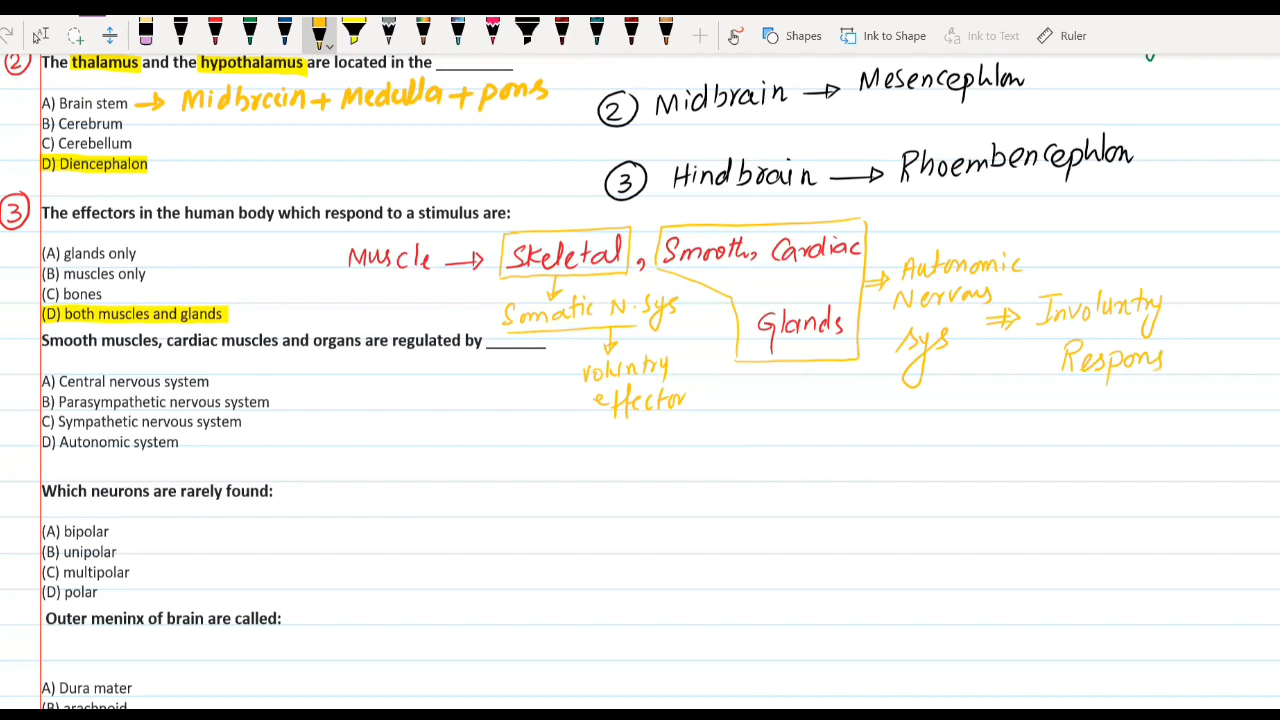 Shapes
Ink to Shape
Ink to Text
Ruler
2 The thalamus and the hypothalamus are located in the ________
A) Brain stem → Midbrain + Medulla + pons
B) Cerebrum
C) Cerebellum
D) Diencephalon
2 Midbrain → Mesencephlon
3 Hindbrain → Rhoembencephlon
3 The effectors in the human body which respond to a stimulus are:
(A) glands only
(B) muscles only
(C) bones
(D) both muscles and glands
Muscle → Skeletal, Smooth, Cardiac
Glands
Somatic N. Sys
voluntry
effector
⇒ Autonomic
Nervous
sys
⇒ Involuntry
Respons
Smooth muscles, cardiac muscles and organs are regulated by _______
A) Central nervous system
B) Parasympathetic nervous system
C) Sympathetic nervous system
D) Autonomic system
Which neurons are rarely found:
(A) bipolar
(B) unipolar
(C) multipolar
(D) polar
Outer meninx of brain are called:
A) Dura mater
(B) arachnoid